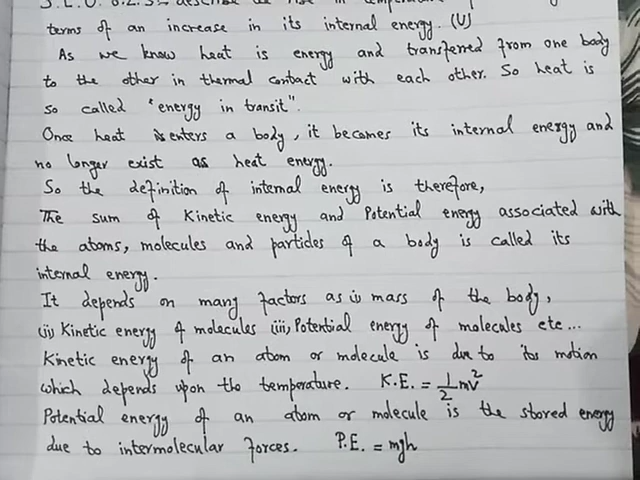 S.L.O 8.2.3 describe a rise in temperature
terms of an increase in its internal energy. (U)
As we know heat is energy and transferred from one body
to the other in thermal contact with each other. So heat is
so called "energy in transit".
Once heat enters a body, it becomes its internal energy and
no longer exist as heat energy.
So the definition of internal energy is therefore,
The sum of Kinetic energy and Potential energy associated with
the atoms, molecules and particles of a body is called its
internal energy.
It depends on many factors as (i) mass of the body,
(ii) Kinetic energy of molecules (iii) Potential energy of molecules etc...
Kinetic energy of an atom or molecule is due to its motion
which depends upon the temperature. K.E. = 1/2 mv²
Potential energy of an atom or molecule is the stored energy
due to intermolecular forces. P.E. = mgh